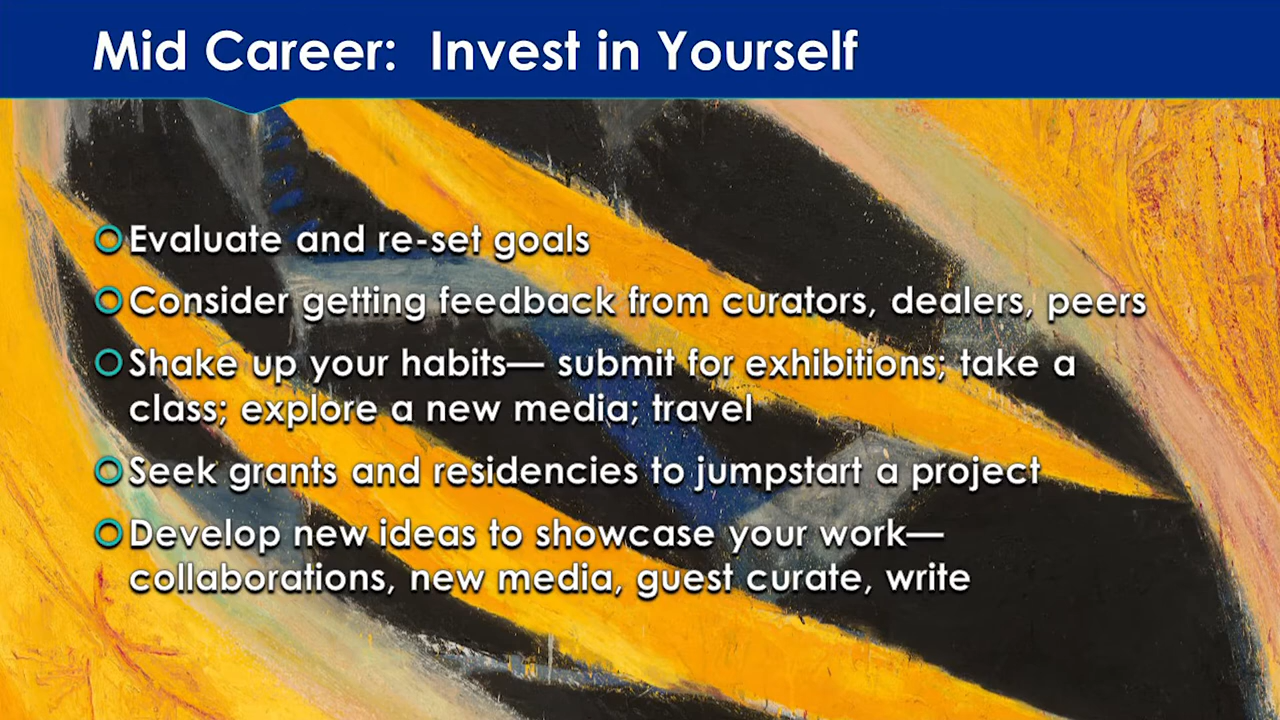 Mid Career:  Invest in Yourself
Evaluate and re-set goals
Consider getting feedback from curators, dealers, peers
Shake up your habits— submit for exhibitions; take a
class; explore a new media; travel
Seek grants and residencies to jumpstart a project
Develop new ideas to showcase your work—
collaborations, new media, guest curate, write